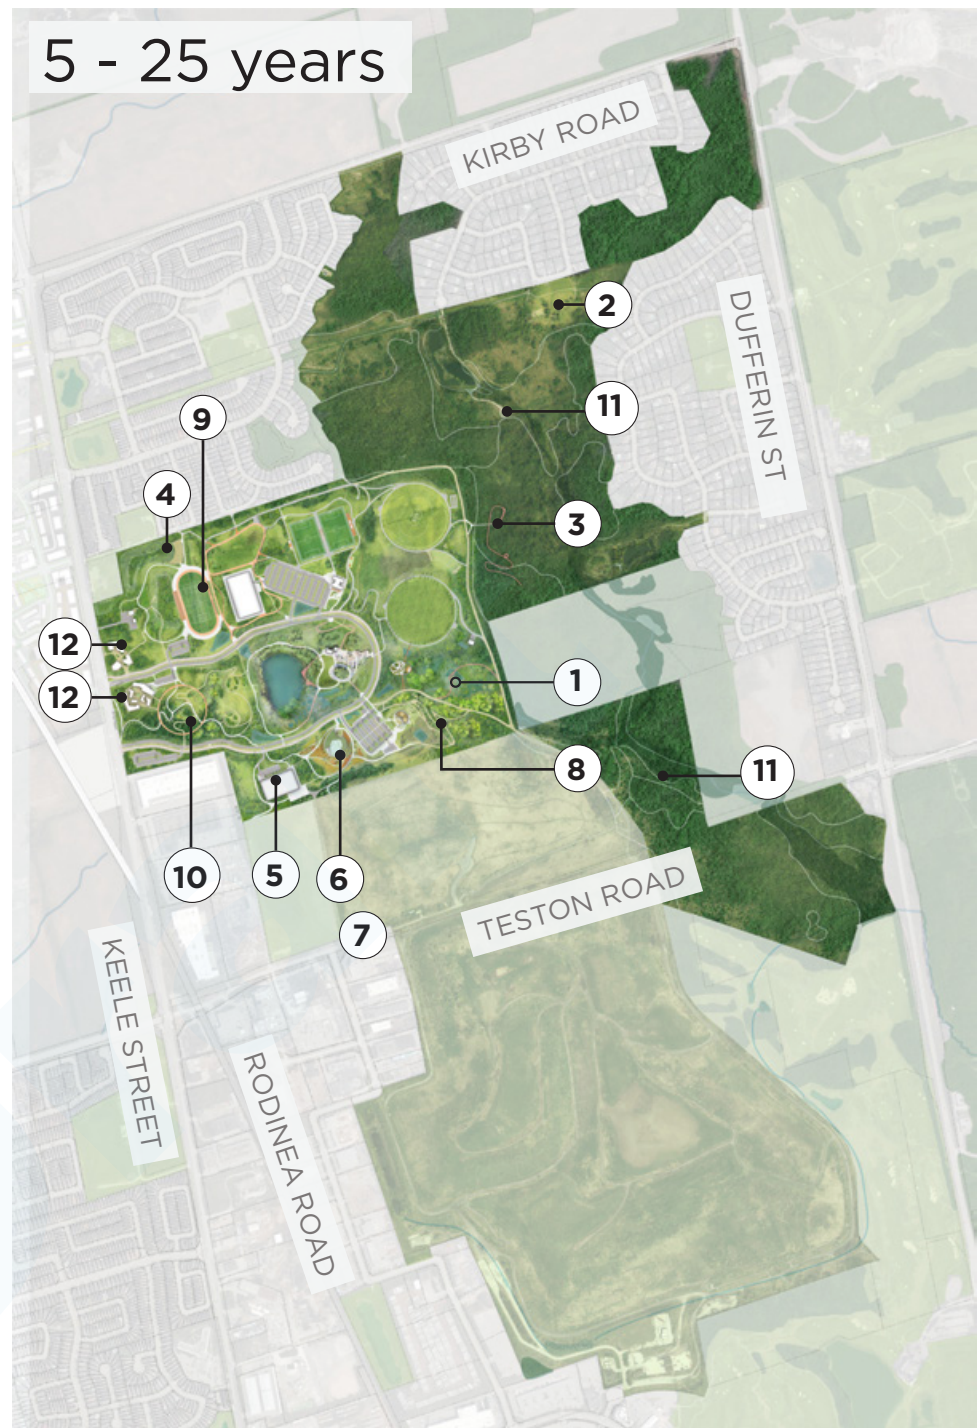 5 - 25 years
KIRBY ROAD
2
DUFFERIN ST
11
9
4
3
12
1
12
8
11
10
5
6
TESTON ROAD
7
KEELE STREET
RODINEA ROAD